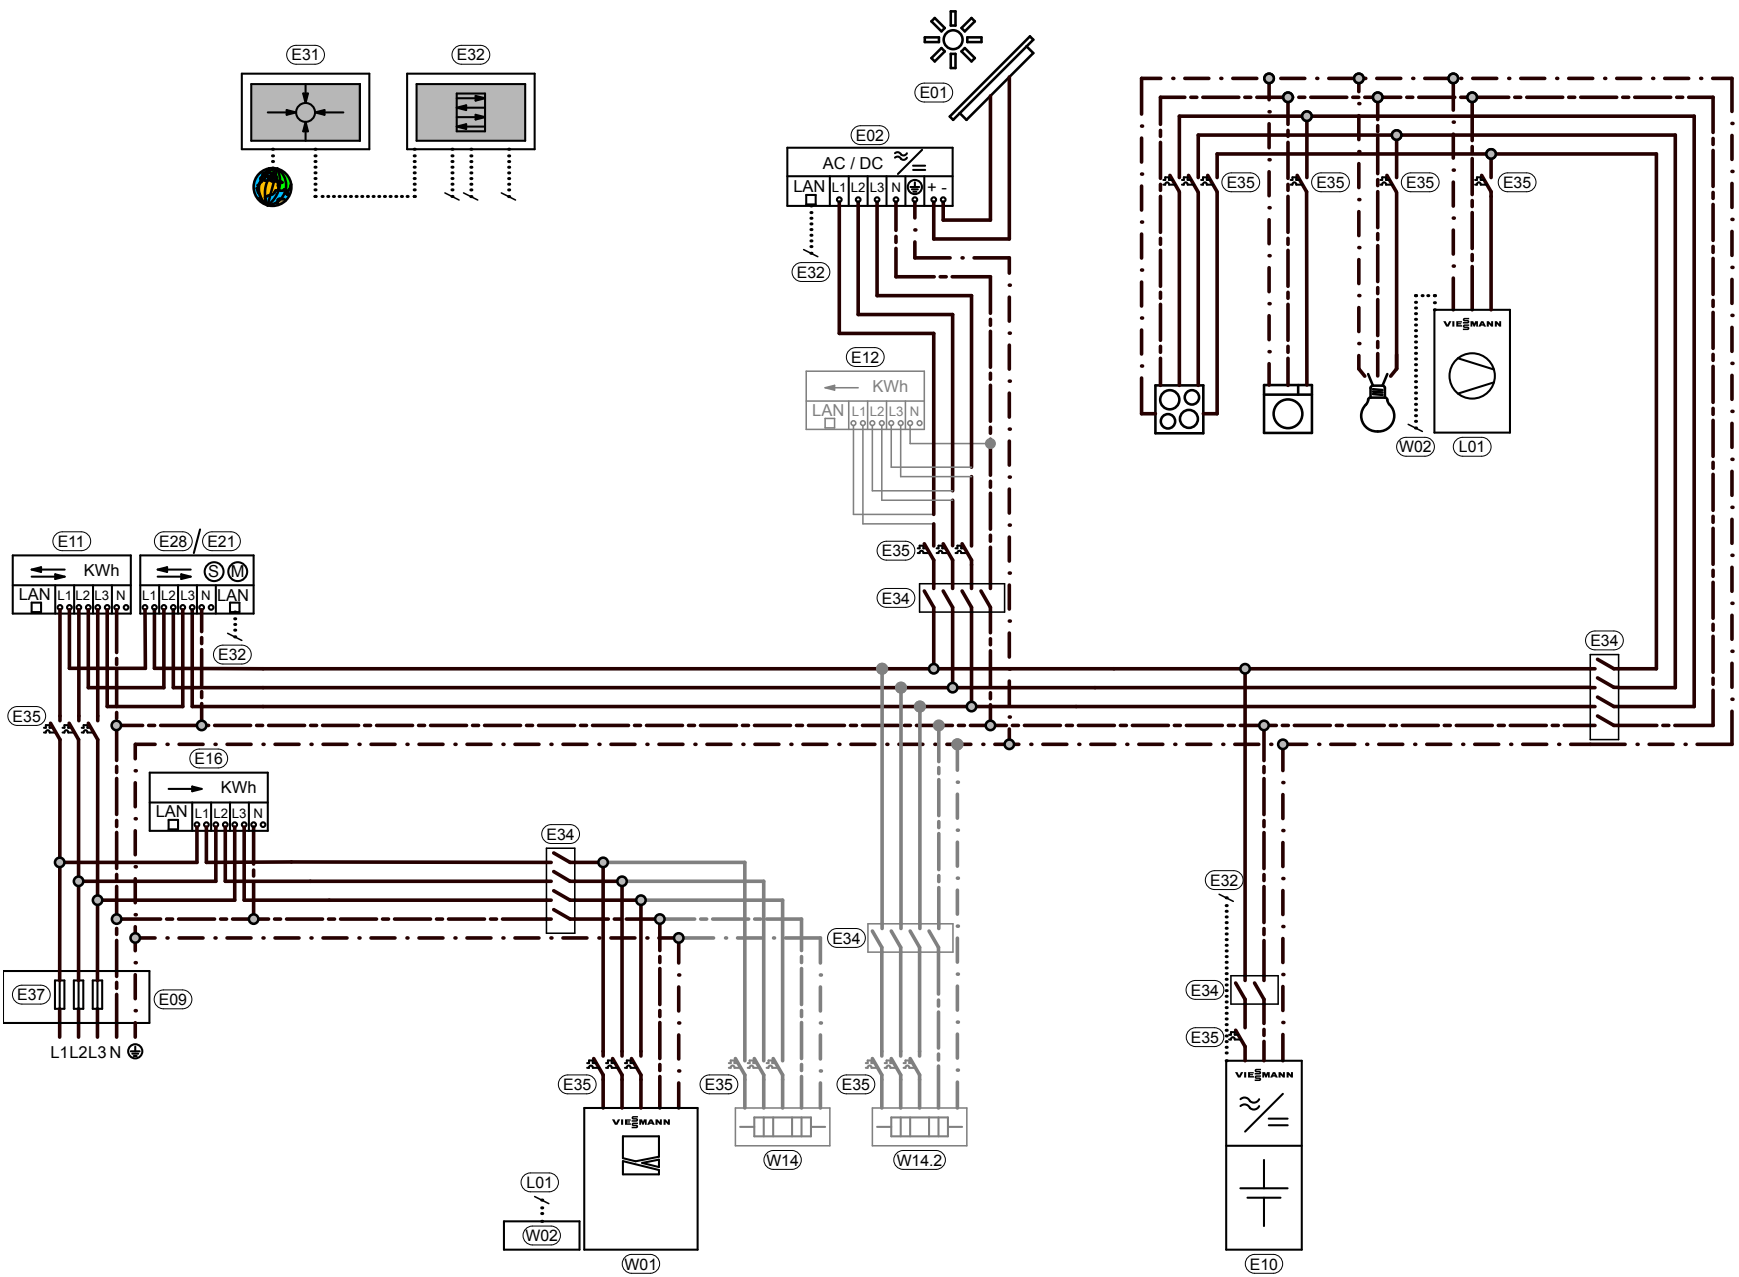 E31 E32
E01
E02
AC / DC
LAN L1 L2 L3 N + -
E32
E35 E35 E35 E35
VIESMANN
W02 L01
E12
KWh
LAN L1 L2 L3 N
E11 E28 / E21
KWh S M
LAN L1 L2 L3 N L1 L2 L3 N LAN
E32
E35
E34
E34
E35
E16
KWh
LAN L1 L2 L3 N
E34
E32
E34
E37 E09
E34
E35
L1 L2 L3 N
E35 E35 E35
VIESMANN
VIESMANN
W14 W14.2
L01
W02
W01 E10